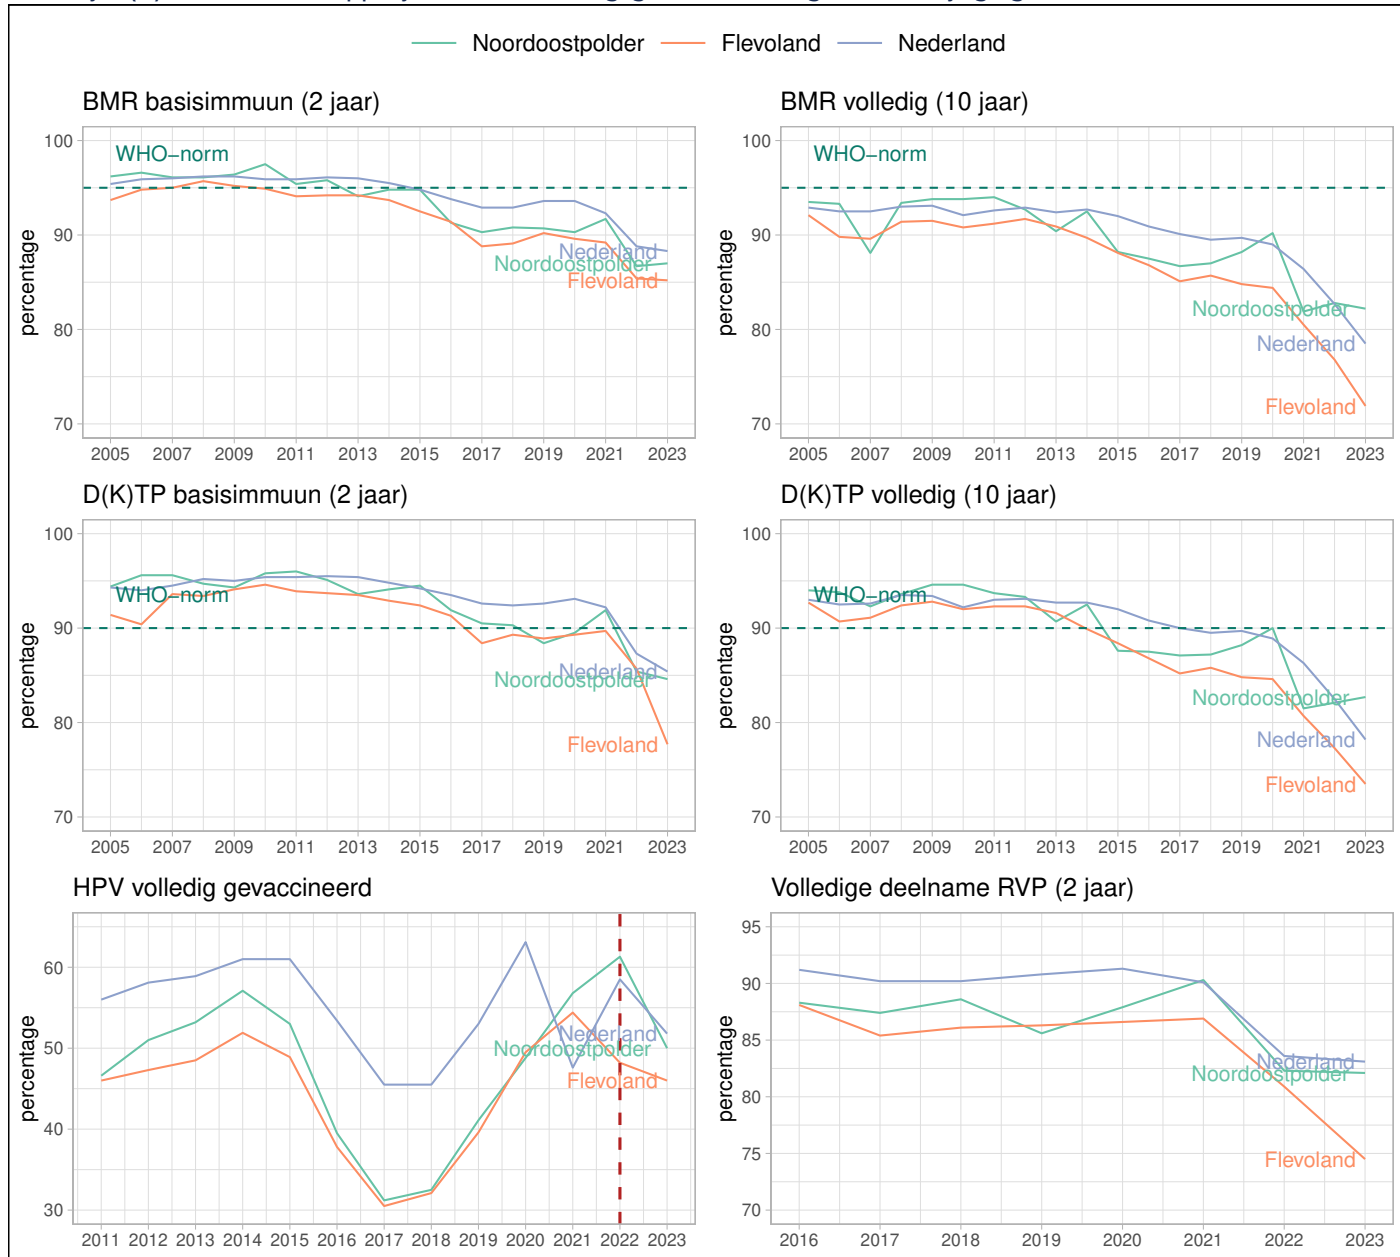 Noordoostpolder Flevoland Nederland
BMR basisimmuun (2 jaar)
percentage
100
90
80
70
WHO–norm
Nederland
Noordoostpolder
Flevoland
2005 2007 2009 2011 2013 2015 2017 2019 2021 2023
BMR volledig (10 jaar)
percentage
100
90
80
70
WHO–norm
Noordoostpolder
Nederland
Flevoland
2005 2007 2009 2011 2013 2015 2017 2019 2021 2023
D(K)TP basisimmuun (2 jaar)
percentage
100
90
80
70
WHO–norm
Nederland
Noordoostpolder
Flevoland
2005 2007 2009 2011 2013 2015 2017 2019 2021 2023
D(K)TP volledig (10 jaar)
percentage
100
90
80
70
WHO–norm
Noordoostpolder
Nederland
Flevoland
2005 2007 2009 2011 2013 2015 2017 2019 2021 2023
HPV volledig gevaccineerd
percentage
60
50
40
30
Nederland
Noordoostpolder
Flevoland
2011 2012 2013 2014 2015 2016 2017 2018 2019 2020 2021 2022 2023
Volledige deelname RVP (2 jaar)
percentage
95
90
85
80
75
70
Nederland
Noordoostpolder
Flevoland
2016 2017 2018 2019 2020 2021 2022 2023